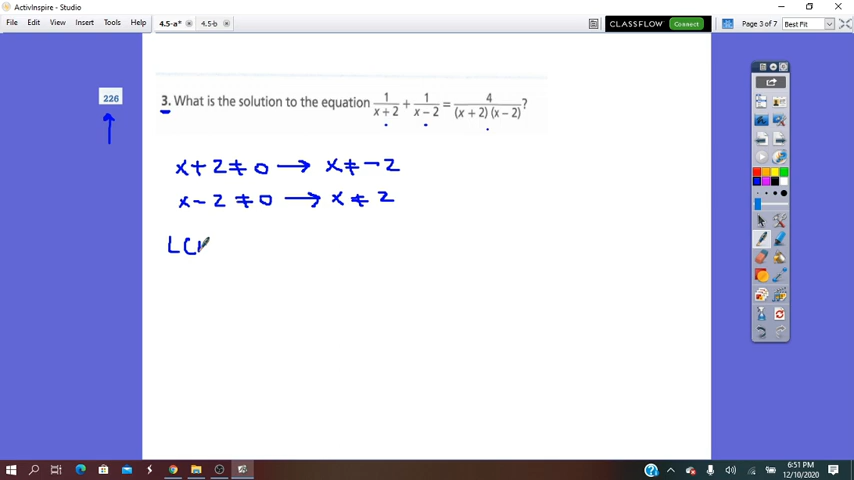 ActivInspire - Studio
File Edit View Insert Tools Help
4.5-a* 4.5-b
CLASSFLOW Connect
Page 3 of 7
Best Fit
226
3. What is the solution to the equation 1/(x + 2) + 1/(x − 2) = 4/((x + 2)(x − 2))?
x + 2 ≠ 0 → x ≠ -2
x - 2 ≠ 0 → x ≠ 2
LC
6:51 PM
12/10/2020